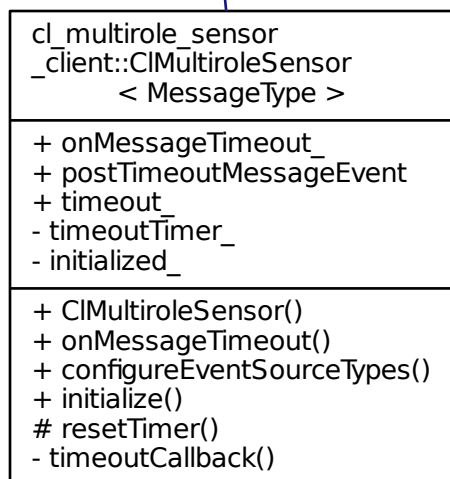 cl_multirole_sensor
_client::ClMultiroleSensor
< MessageType >
+ onMessageTimeout_
+ postTimeoutMessageEvent
+ timeout_
- timeoutTimer_
- initialized_
+ ClMultiroleSensor()
+ onMessageTimeout()
+ configureEventSourceTypes()
+ initialize()
# resetTimer()
- timeoutCallback()